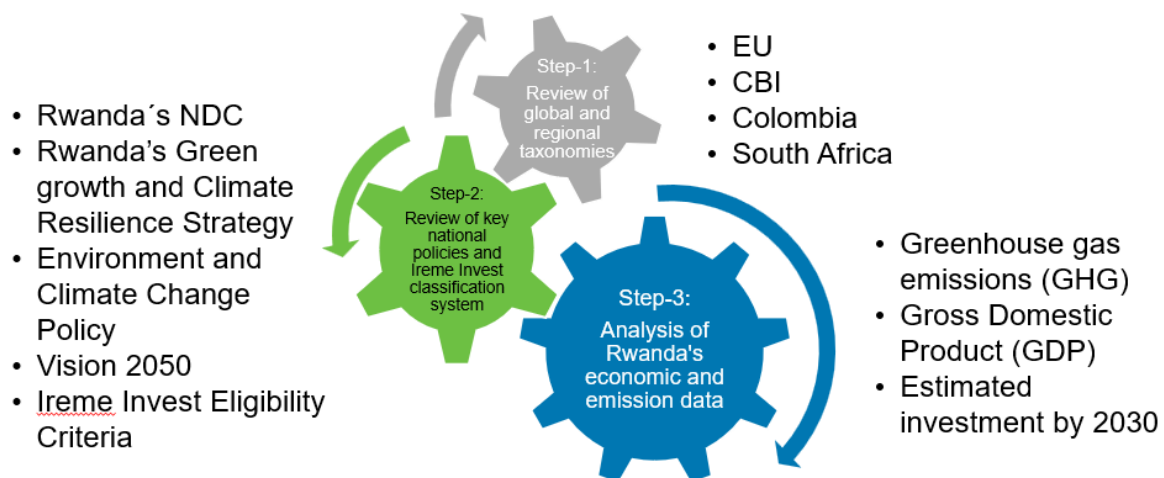 Step-1:
Review of
global and
regional
taxonomies
• EU
• CBI
• Colombia
• South Africa
• Rwanda´s NDC
• Rwanda’s Green
growth and Climate
Resilience Strategy
• Environment and
Climate Change
Policy
• Vision 2050
• Ireme Invest Eligibility
Criteria
Step-2:
Review of key
national
policies and
Ireme Invest
classification
system
Step-3:
Analysis of
Rwanda's
economic and
emission data
• Greenhouse gas
emissions (GHG)
• Gross Domestic
Product (GDP)
• Estimated
investment by 2030